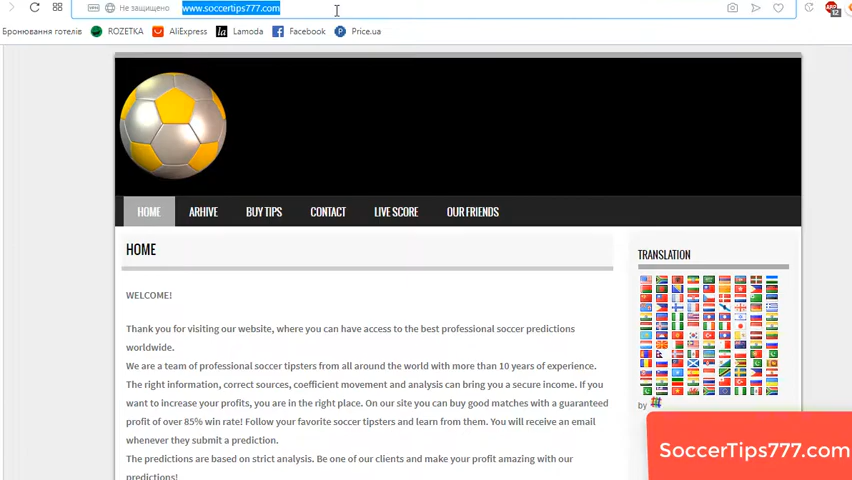 Не защищено www.soccertips777.com
12
Бронювання готелів ROZETKA AliExpress la Lamoda Facebook Price.ua
HOME ARHIVE BUY TIPS CONTACT LIVE SCORE OUR FRIENDS
HOME
WELCOME!
Thank you for visiting our website, where you can have access to the best professional soccer predictions
worldwide.
We are a team of professional soccer tipsters from all around the world with more than 10 years of experience.
The right information, correct sources, coefficient movement and analysis can bring you a secure income. If you
want to increase your profits, you are in the right place. On our site you can buy good matches with a guaranteed
profit of over 85% win rate! Follow your favorite soccer tipsters and learn from them. You will receive an email
whenever they submit a prediction.
The predictions are based on strict analysis. Be one of our clients and make your profit amazing with our
predictions!
TRANSLATION
by
SoccerTips777.com